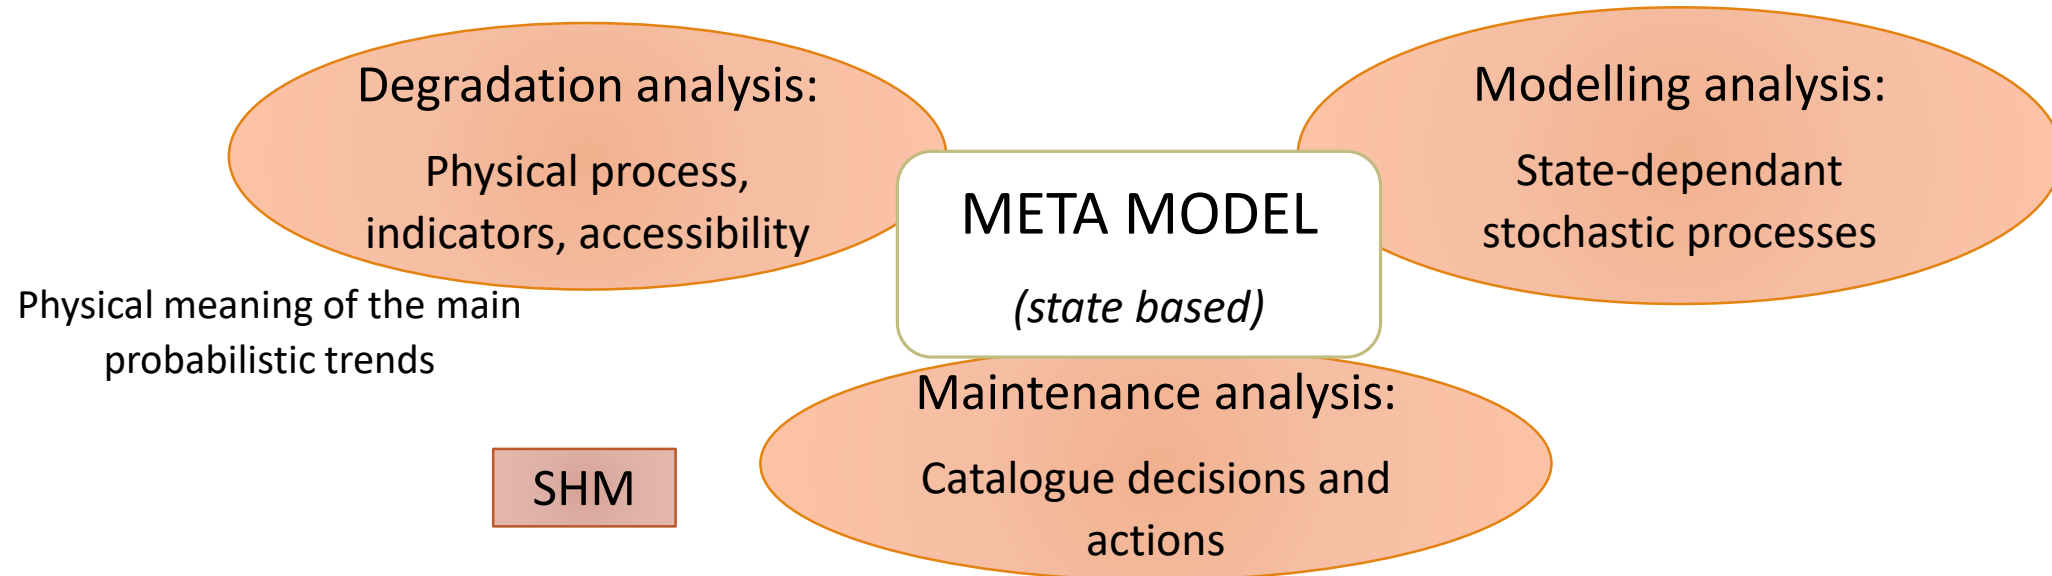 Degradation analysis:
Physical process,
indicators, accessibility
Modelling analysis:
State-dependant
stochastic processes
META MODEL
(state based)
Physical meaning of the main
probabilistic trends
Maintenance analysis:
Catalogue decisions and
actions
SHM